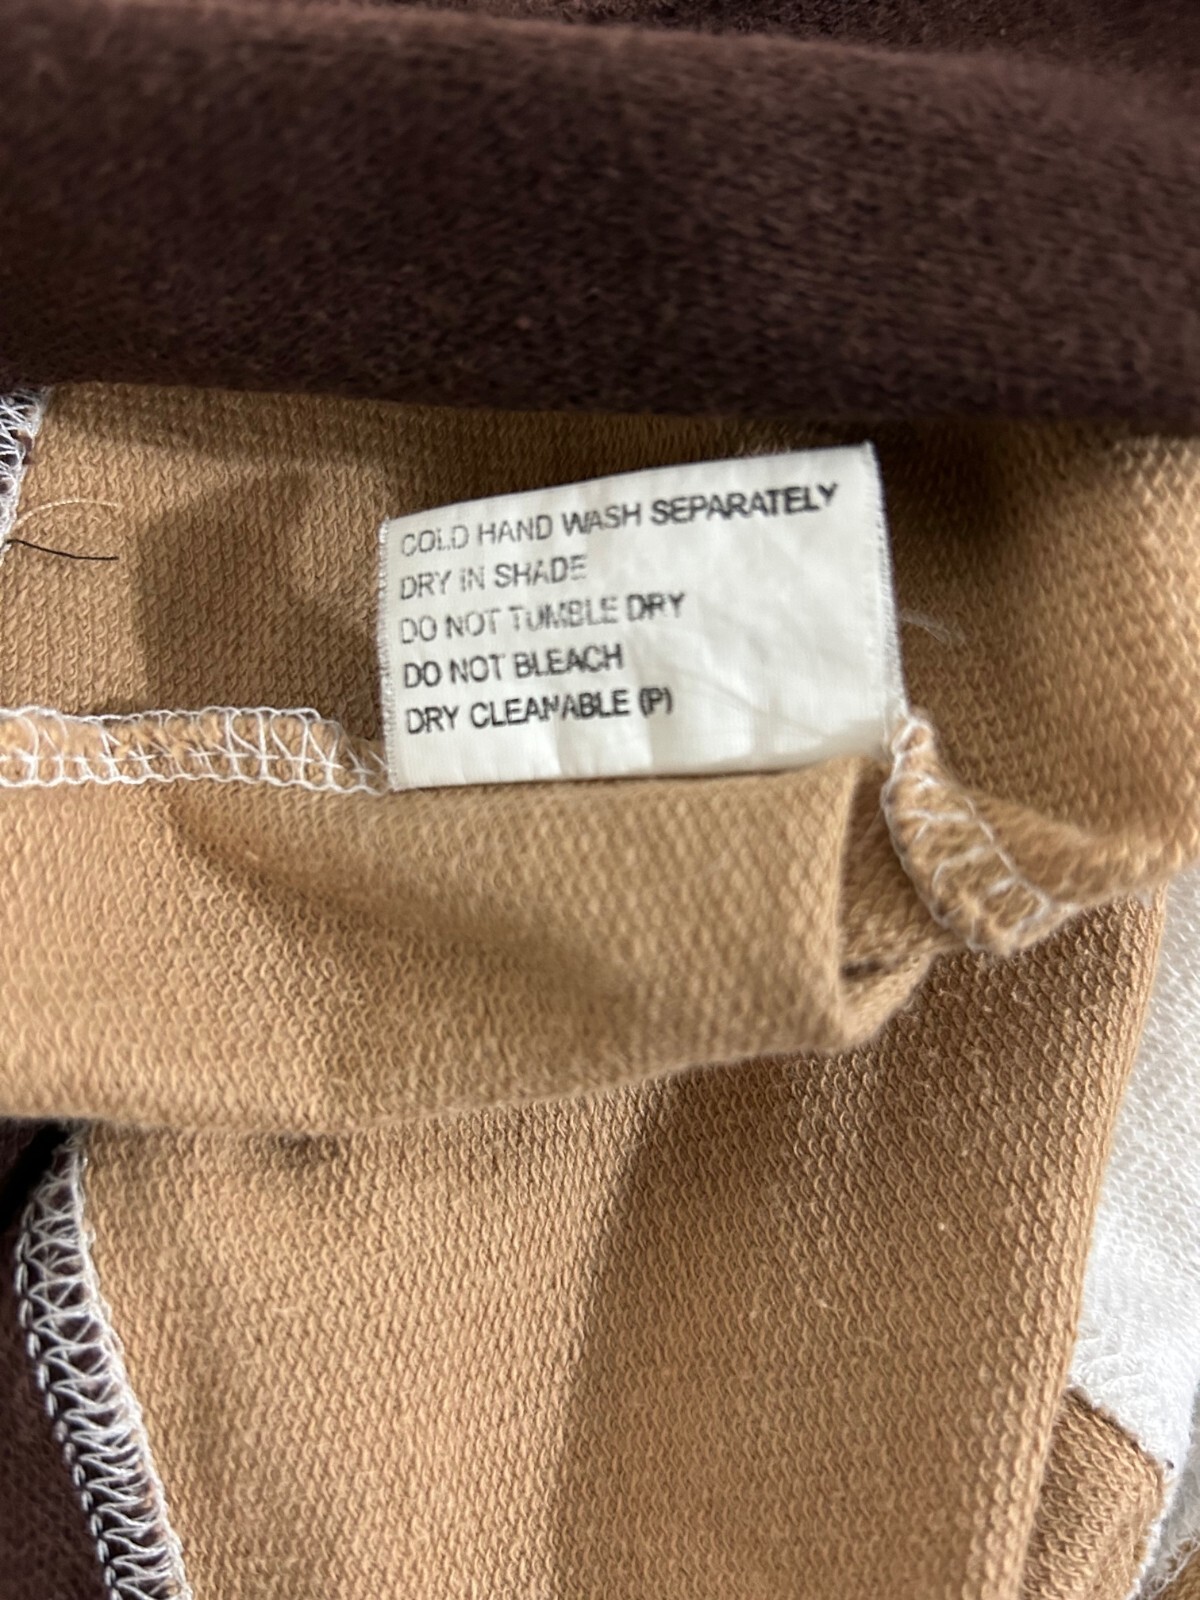 COLD HAND WASH SEPARATELY
DRY IN SHADE
DO NOT TUMBLE DRY
DO NOT BLEACH
DRY CLEANABLE (P)